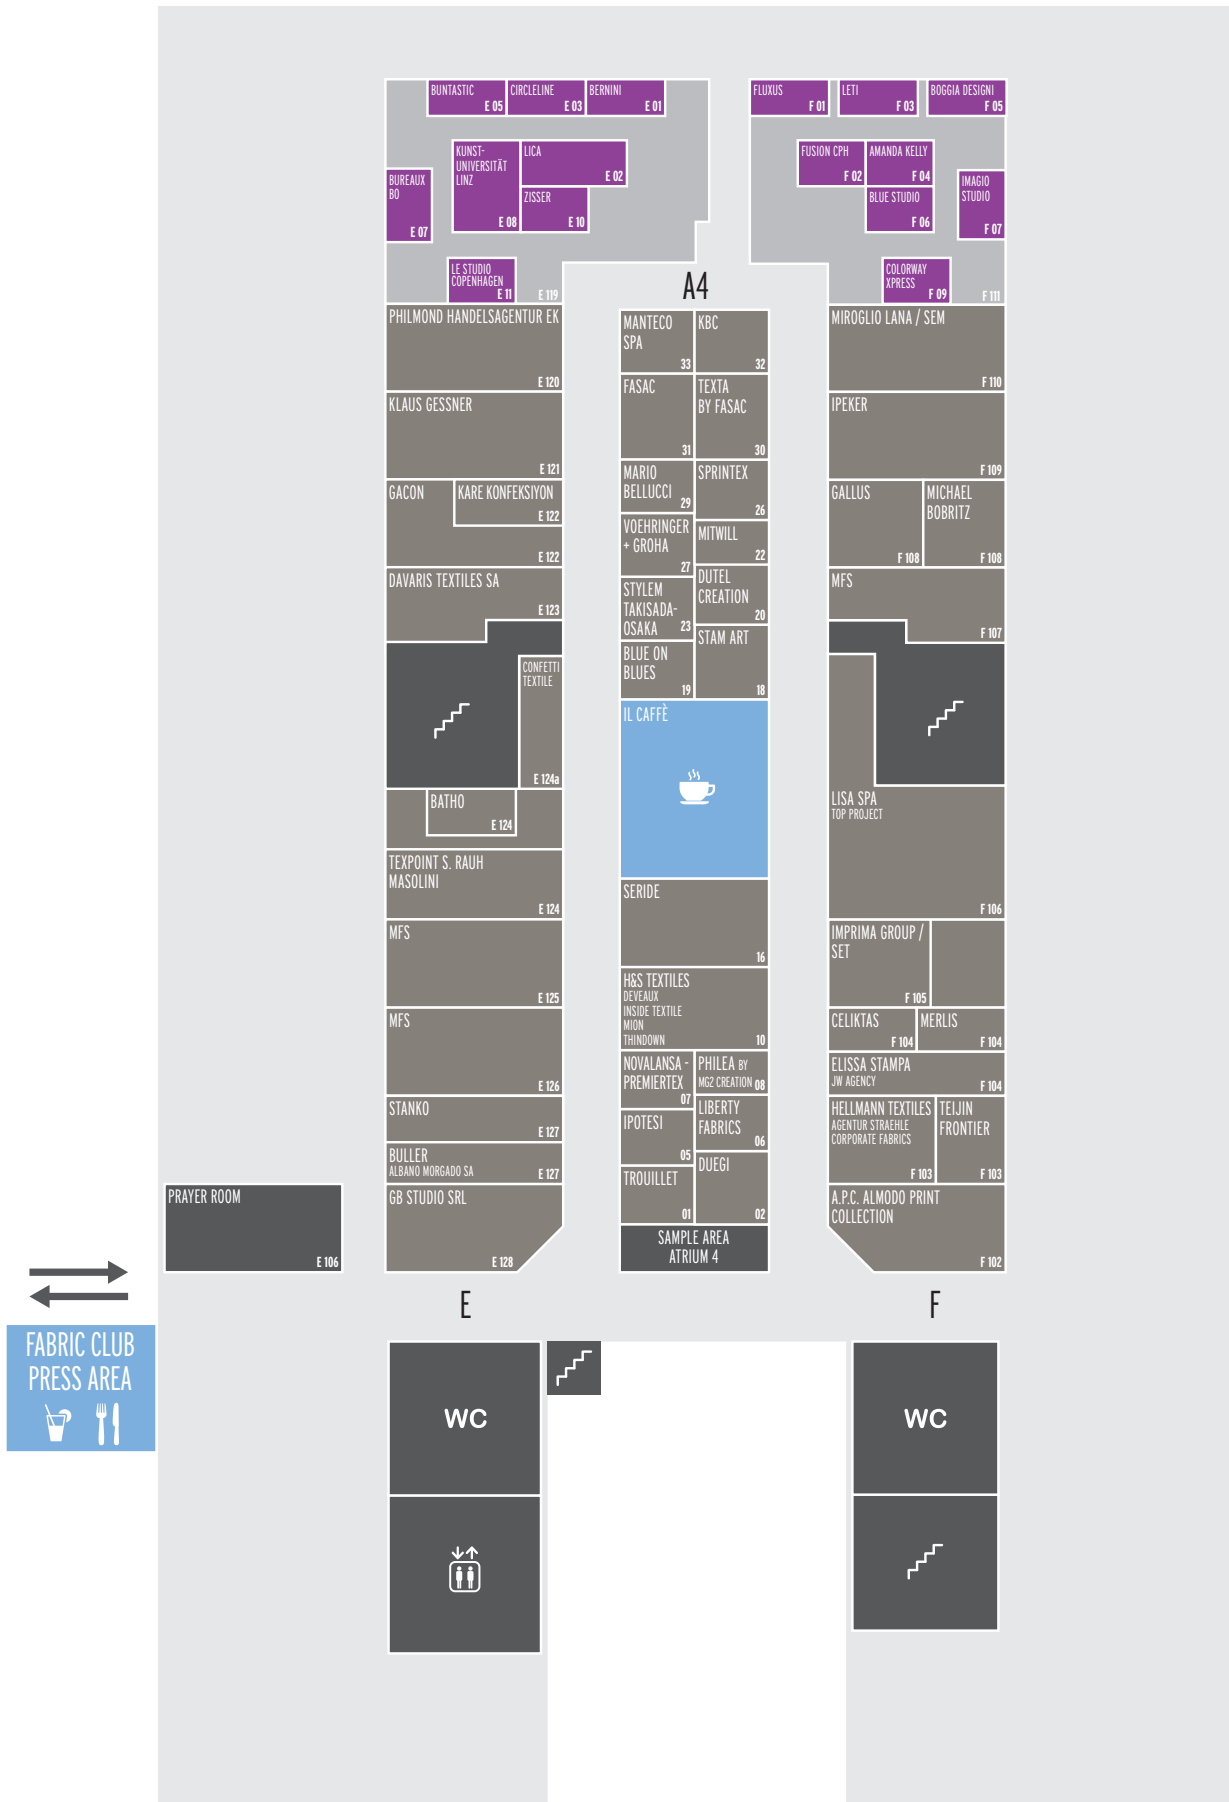 BUNTASTIC
E 05
CIRCLELINE
E 03
BERNINI
E 01
FLUXUS
F 01
LETI
F 03
BOGGIA DESIGNI
F 05
KUNST-
UNIVERSITÄT
LINZ
E 08
LICA
E 02
ZISSER
E 10
BUREAUX
BO
E 07
FUSION CPH
F 02
AMANDA KELLY
F 04
BLUE STUDIO
F 06
IMAGIO
STUDIO
F 07
LE STUDIO
COPENHAGEN
E 11
E 119
COLORWAY
XPRESS
F 09
F 111
A4
PHILMOND HANDELSAGENTUR EK
E 120
KLAUS GESSNER
E 121
GACON
E 122
KARE KONFEKSIYON
E 122
DAVARIS TEXTILES SA
E 123
CONFETTI
TEXTILE
E 124a
BATHO
E 124
TEXPOINT S. RAUH
MASOLINI
E 124
MFS
E 125
MFS
E 126
STANKO
E 127
BULLER
ALBANO MORGADO SA
E 127
GB STUDIO SRL
E 128
MANTECO
SPA
33
KBC
32
FASAC
31
TEXTA
BY FASAC
30
MARIO
BELLUCCI
29
SPRINTEX
26
VOEHRINGER
+ GROHA
27
MITWILL
22
STYLEM
TAKISADA-
OSAKA
23
DUTEL
CREATION
20
BLUE ON
BLUES
19
STAM ART
18
IL CAFFÈ
SERIDE
16
H&S TEXTILES
DEVEAUX
INSIDE TEXTILE
MION
THINDOWN
10
NOVALANSA -
PREMIERTEX
07
PHILEA BY
MG2 CREATION 08
IPOTESI
05
LIBERTY
FABRICS
06
TROUILLET
01
DUEGI
02
SAMPLE AREA
ATRIUM 4
MIROGLIO LANA / SEM
F 110
IPEKER
F 109
GALLUS
F 108
MICHAEL
BOBRITZ
F 108
MFS
F 107
LISA SPA
TOP PROJECT
F 106
IMPRIMA GROUP /
SET
F 105
CELIKTAS
F 104
MERLIS
F 104
ELISSA STAMPA
JW AGENCY
F 104
HELLMANN TEXTILES
AGENTUR STRAEHLE
CORPORATE FABRICS
F 103
TEIJIN
FRONTIER
F 103
A.P.C. ALMODO PRINT
COLLECTION
F 102
PRAYER ROOM
E 106
E
F
FABRIC CLUB
PRESS AREA
WC
WC